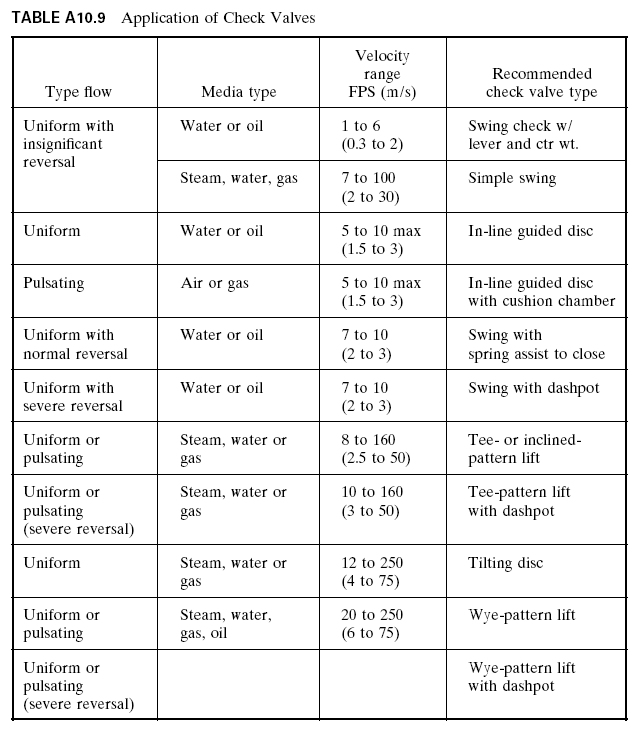 TABLE A10.9 Application of Check Valves
Type flow
Media type
Velocity
range
FPS (m/s)
Recommended
check valve type
Uniform with
insignificant
reversal
Water or oil
1 to 6
(0.3 to 2)
Swing check w/
lever and ctr wt.
Steam, water, gas
7 to 100
(2 to 30)
Simple swing
Uniform
Water or oil
5 to 10 max
(1.5 to 3)
In-line guided disc
Pulsating
Air or gas
5 to 10 max
(1.5 to 3)
In-line guided disc
with cushion chamber
Uniform with
normal reversal
Water or oil
7 to 10
(2 to 3)
Swing with
spring assist to close
Uniform with
severe reversal
Water or oil
7 to 10
(2 to 3)
Swing with dashpot
Uniform or
pulsating
Steam, water or
gas
8 to 160
(2.5 to 50)
Tee- or inclined-
pattern lift
Uniform or
pulsating
(severe reversal)
Steam, water or
gas
10 to 160
(3 to 50)
Tee-pattern lift
with dashpot
Uniform
Steam, water or
gas
12 to 250
(4 to 75)
Tilting disc
Uniform or
pulsating
Steam, water,
gas, oil
20 to 250
(6 to 75)
Wye-pattern lift
Uniform or
pulsating
(severe reversal)
Wye-pattern lift
with dashpot